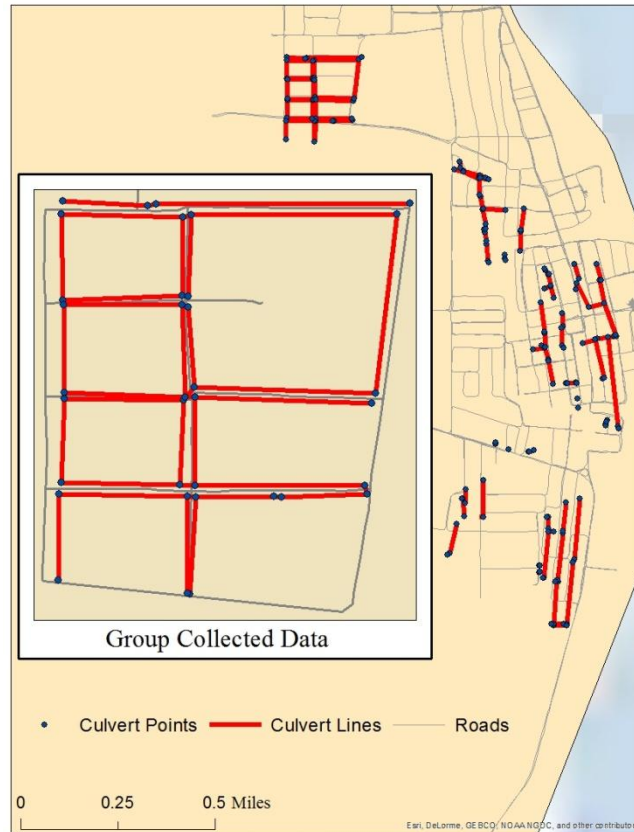 Group Collected Data
Culvert Points Culvert Lines Roads
0 0.25 0.5 Miles
Esri, DeLorme, GEBCO, NOAA NGDC, and other contributo